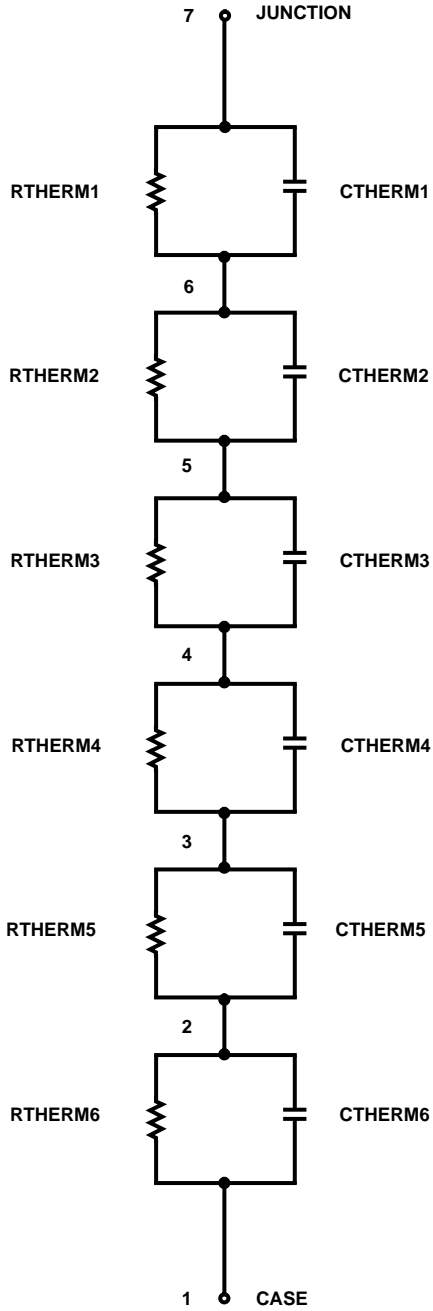 7 JUNCTION
RTHERM1 CTHERM1
6
RTHERM2 CTHERM2
5
RTHERM3 CTHERM3
4
RTHERM4 CTHERM4
3
RTHERM5 CTHERM5
2
RTHERM6 CTHERM6
1 CASE